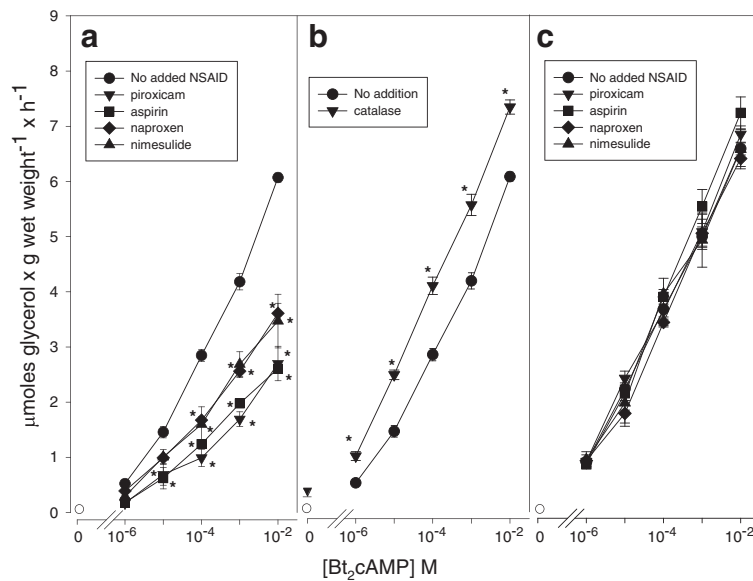 a
No added NSAID
piroxicam
aspirin
naproxen
nimesulide
b
No addition
catalase
c
No added NSAID
piroxicam
aspirin
naproxen
nimesulide
μmoles glycerol x g wet weight⁻¹ x h⁻¹
9
8
7
6
5
4
3
2
1
0
0 10⁻⁶ 10⁻⁴ 10⁻²
0 10⁻⁶ 10⁻⁴ 10⁻²
0 10⁻⁶ 10⁻⁴ 10⁻²
[Bt₂cAMP] M